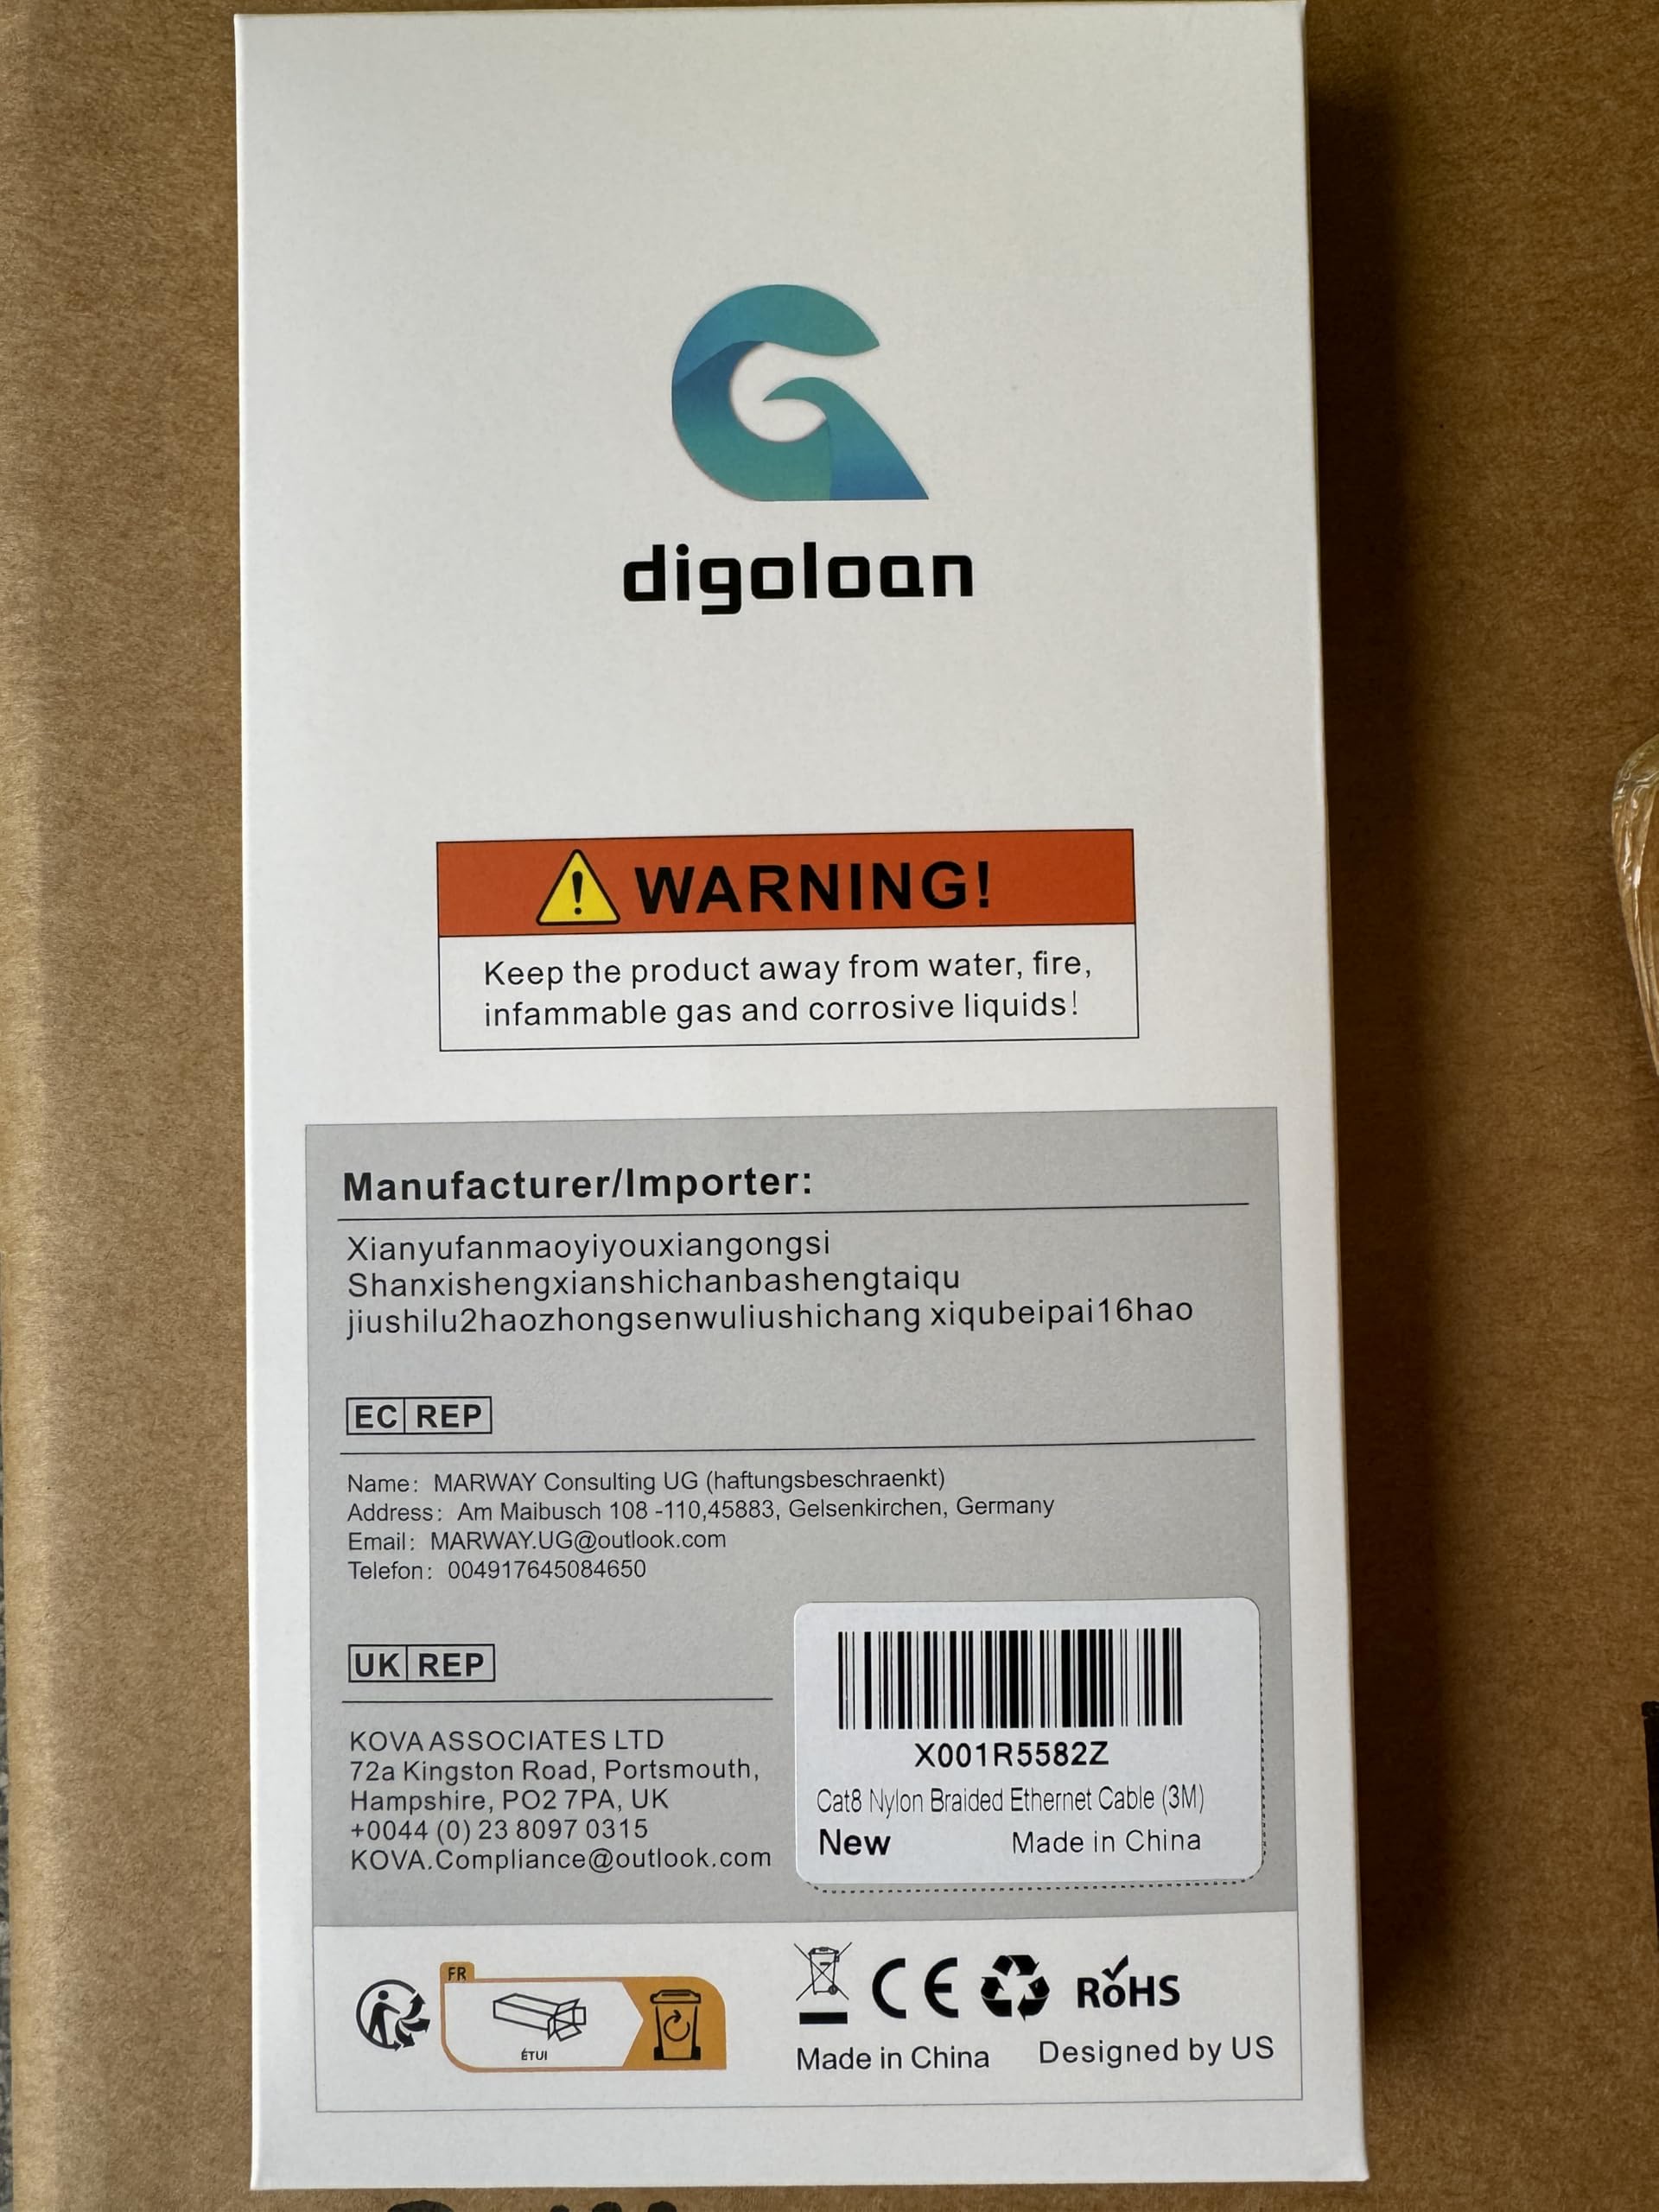 digoloan
WARNING!
Keep the product away from water, fire,
infammable gas and corrosive liquids!
Manufacturer/Importer:
Xianyufanmaoyiyouxiangongsi
Shanxishengxianshichanbashengtaiqu
jiushilu2haozhongsenwuliushichang xiqubeipai16hao
EC REP
Name: MARWAY Consulting UG (haftungsbeschraenkt)
Address: Am Maibusch 108 -110,45883, Gelsenkirchen, Germany
Email: MARWAY.UG@outlook.com
Telefon: 004917645084650
UK REP
KOVA ASSOCIATES LTD
72a Kingston Road, Portsmouth,
Hampshire, PO2 7PA, UK
+0044 (0) 23 8097 0315
KOVA.Compliance@outlook.com
X001R5582Z
Cat8 Nylon Braided Ethernet Cable (3M)
New Made in China
FR
ÉTUI
CE RoHS
Made in China Designed by US